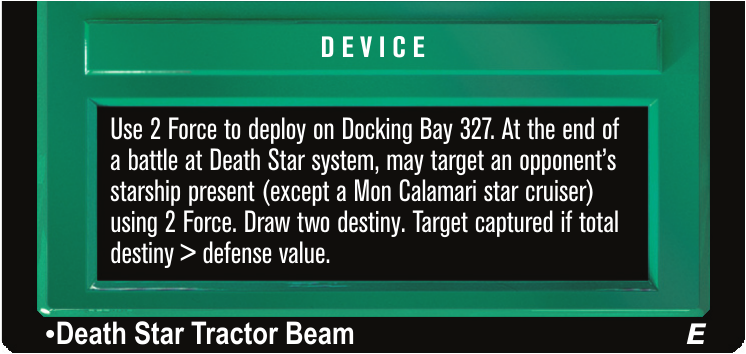 DEVICE
Use 2 Force to deploy on Docking Bay 327. At the end of
a battle at Death Star system, may target an opponent's
starship present (except a Mon Calamari star cruiser)
using 2 Force. Draw two destiny. Target captured if total
destiny > defense value.
•Death Star Tractor Beam E